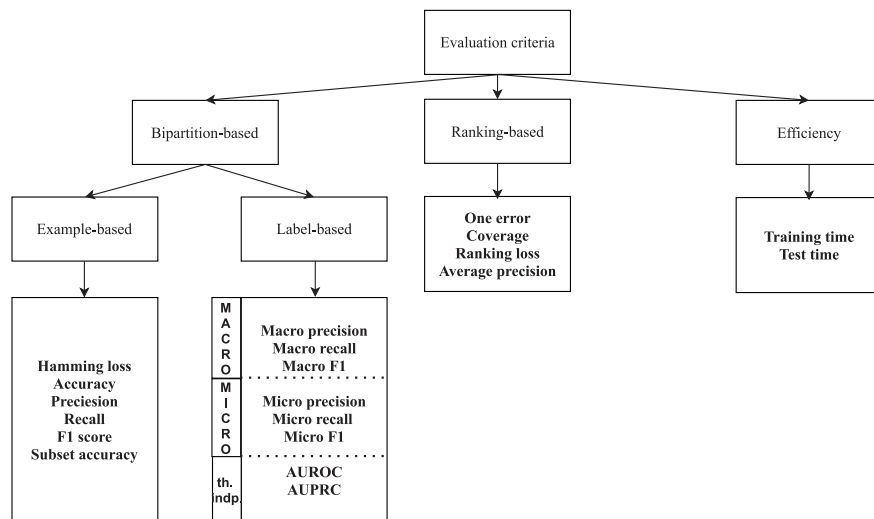 Evaluation criteria
Bipartition-based
Ranking-based
Efficiency
Example-based
Label-based
One error
Coverage
Ranking loss
Average precision
Training time
Test time
Hamming loss
Accuracy
Preciesion
Recall
F1 score
Subset accuracy
MACRO
Macro precision
Macro recall
Macro F1
MICRO
Micro precision
Micro recall
Micro F1
th.
indp.
AUROC
AUPRC